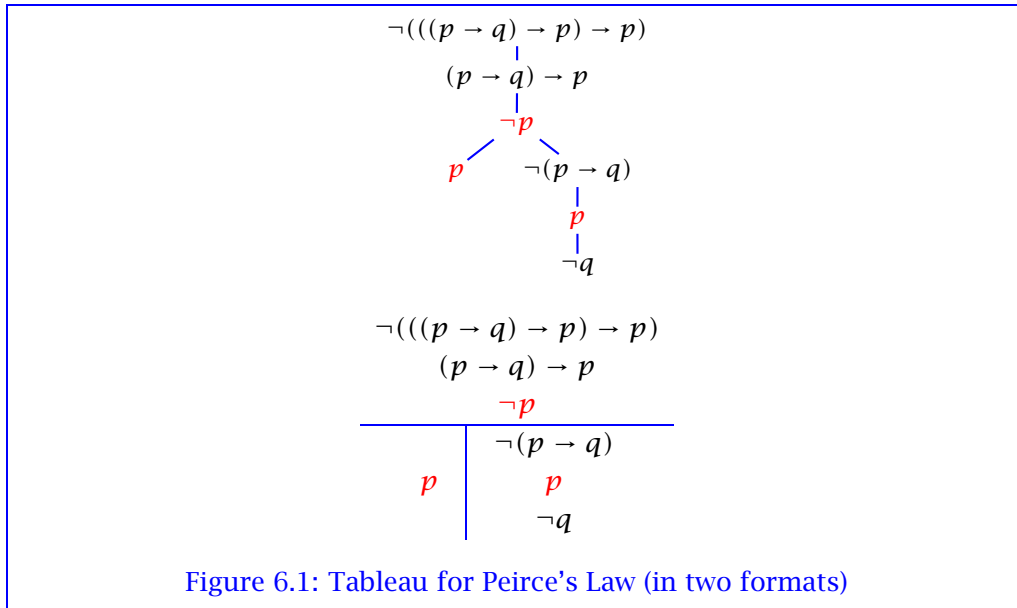 ¬(((p → q) → p) → p)
(p → q) → p
¬p
p ¬(p → q)
p
¬q
¬(((p → q) → p) → p)
(p → q) → p
¬p
¬(p → q)
p p
¬q
Figure 6.1: Tableau for Peirce's Law (in two formats)